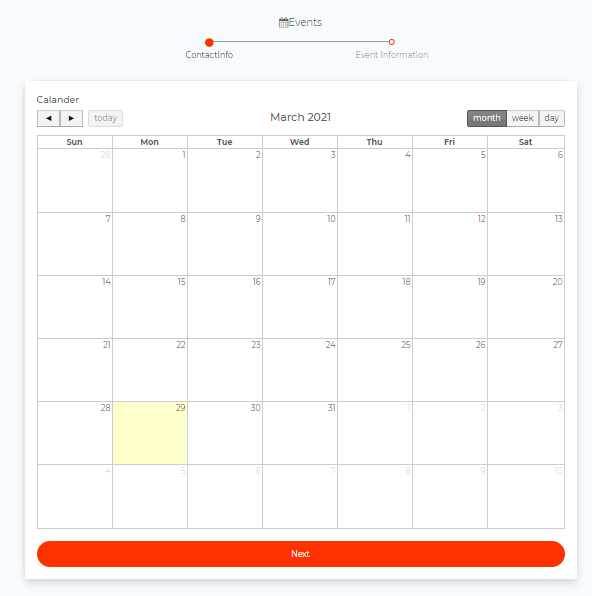 Events
ContactInfo Event Information
Calander
today March 2021 month week day
Sun Mon Tue Wed Thu Fri Sat
28 1 2 3 4 5 6
7 8 9 10 11 12 13
14 15 16 17 18 19 20
21 22 23 24 25 26 27
28 29 30 31 1 2 3
4 5 6 7 8 9 10
Next